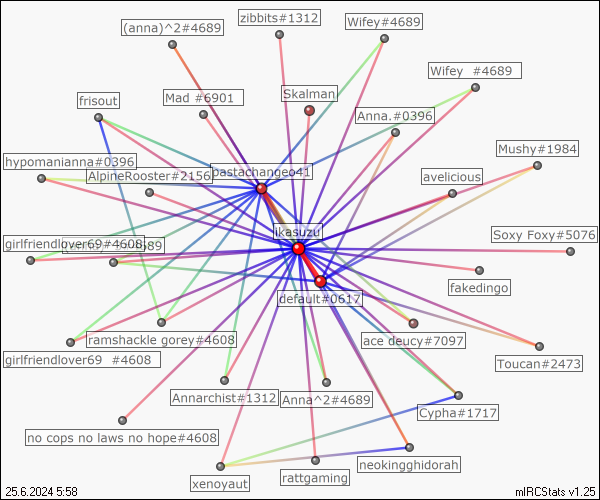 zibbits#1312
Wifey#4689
(anna)^2#4689
Wifey  #4689
Skalman
Mad #6901
frisout
Anna.#0396
Mushy#1984
hypomanianna#0396
AlpineRooster#2156
pastachangeo41
avelicious
Soxy Foxy#5076
ikasuzu
girlfriendlover69#4608
fakedingo
default#0617
ramshackle gorey#4608
ace deucy#7097
girlfriendlover69  #4608
Toucan#2473
Annarchist#1312
Anna^2#4689
Cypha#1717
no cops no laws no hope#4608
neokingghidorah
rattgaming
xenoyaut
25.6.2024 5:58
mIRCStats v1.25